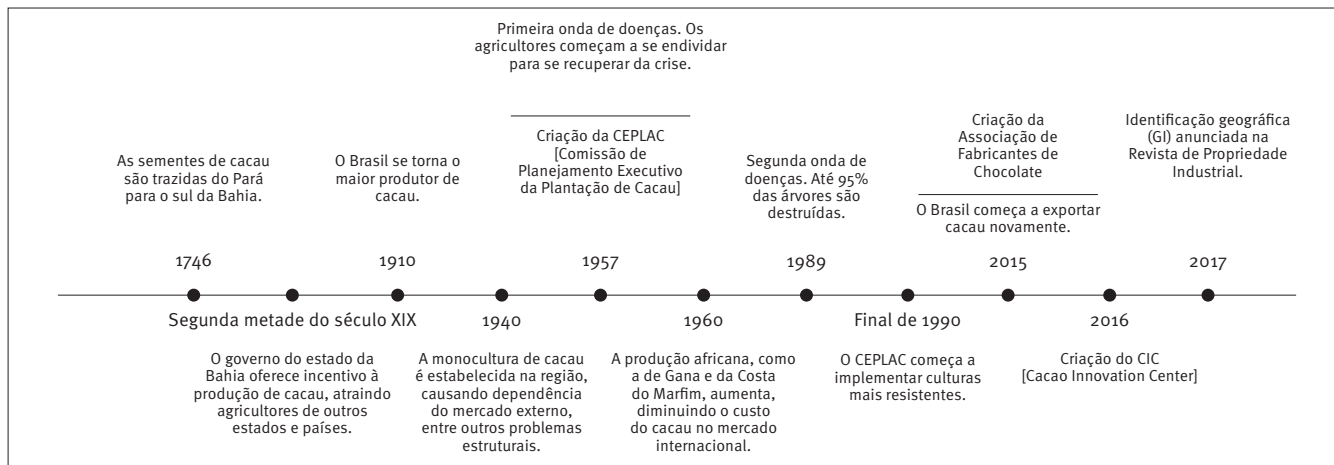 Primeira onda de doenças. Os
agricultores começam a se endividar
para se recuperar da crise.
As sementes de cacau
são trazidas do Pará
para o sul da Bahia.
O Brasil se torna o
maior produtor de
cacau.
Criação da CEPLAC
[Comissão de
Planejamento Executivo
da Plantação de Cacau]
Segunda onda de
doenças. Até 95%
das árvores são
destruídas.
Criação da
Associação de
Fabricantes de
Chocolate
O Brasil começa a exportar
cacau novamente.
Identificação geográfica
(GI) anunciada na
Revista de Propriedade
Industrial.
1746
1910
1957
1989
2015
2017
Segunda metade do século XIX
1940
1960
Final de 1990
2016
O governo do estado da
Bahia oferece incentivo à
produção de cacau, atraindo
agricultores de outros
estados e países.
A monocultura de cacau
é estabelecida na região,
causando dependência
do mercado externo,
entre outros problemas
estruturais.
A produção africana, como
a de Gana e da Costa
do Marfim, aumenta,
diminuindo o custo
do cacau no mercado
internacional.
O CEPLAC começa a
implementar culturas
mais resistentes.
Criação do CIC
[Cacao Innovation Center]